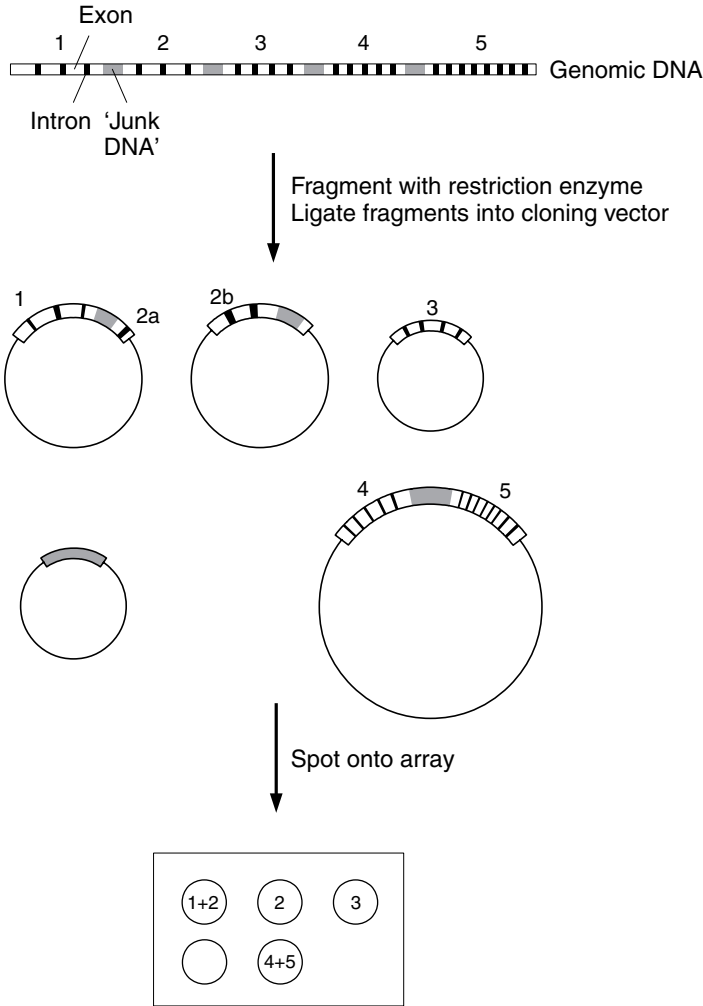 Exon
1 2 3 4 5
Genomic DNA
Intron ‘Junk
DNA’
Fragment with restriction enzyme
Ligate fragments into cloning vector
1 2a
2b
3
4 5
Spot onto array
1+2 2 3
4+5